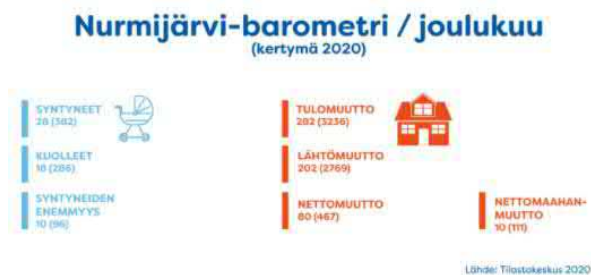 Nurmijärvi-barometri / joulukuu
(kertymä 2020)
SYNTYNEET
28 (382)
KUOLLEET
18 (286)
SYNTYNEIDEN
ENEMMYYS
10 (96)
TULOMUUTTO
282 (3236)
LÄHTÖMUUTTO
202 (2769)
NETTOMUUTTO
80 (467)
NETTOMAAHAN-
MUUTTO
10 (111)
Lähde: Tilastokeskus 2020